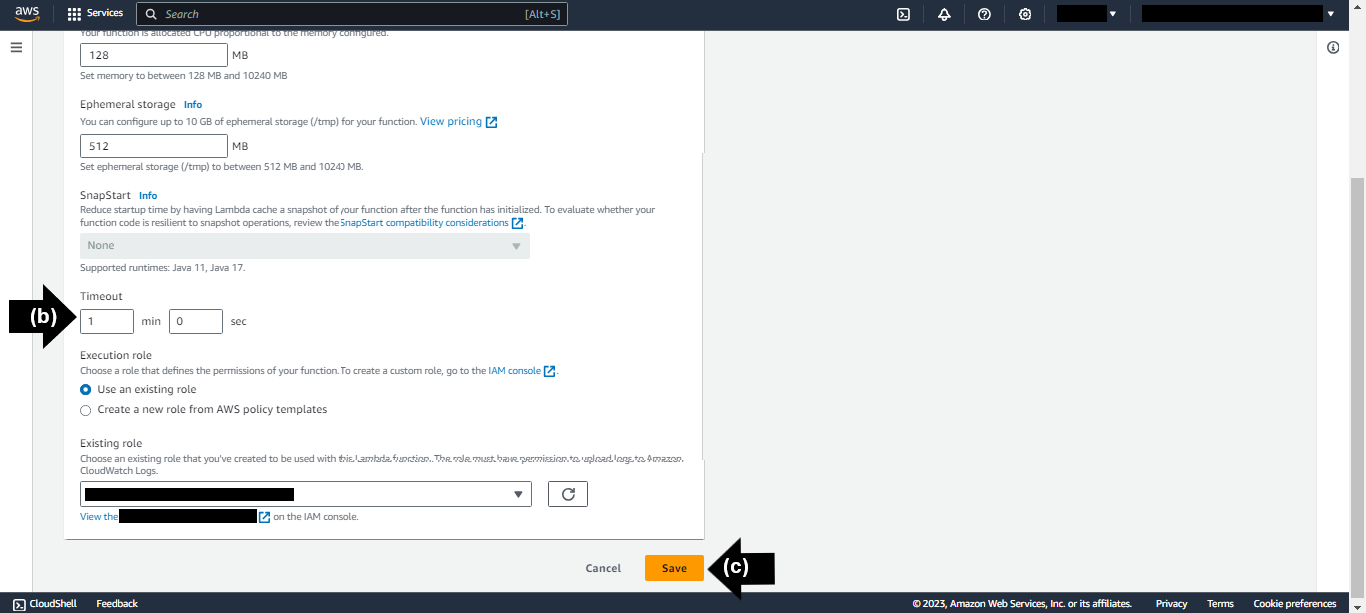 aws
Services
Search [Alt+S]
Your function is allocated CPU proportional to the memory configured.
128 MB
Set memory to between 128 MB and 10240 MB
Ephemeral storage Info
You can configure up to 10 GB of ephemeral storage (/tmp) for your function. View pricing
512 MB
Set ephemeral storage (/tmp) to between 512 MB and 10240 MB.
SnapStart Info
Reduce startup time by having Lambda cache a snapshot of your function after the function has initialized. To evaluate whether your
function code is resilient to snapshot operations, review the SnapStart compatibility considerations.
None
Supported runtimes: Java 11, Java 17.
Timeout
(b) 1 min 0 sec
Execution role
Choose a role that defines the permissions of your function. To create a custom role, go to the IAM console.
Use an existing role
Create a new role from AWS policy templates
Existing role
Choose an existing role that you've created to be used with this Lambda function. The role must have permission to upload logs to Amazon
CloudWatch Logs.
View the on the IAM console.
Cancel Save (c)
CloudShell Feedback © 2023, Amazon Web Services, Inc. or its affiliates. Privacy Terms Cookie preferences